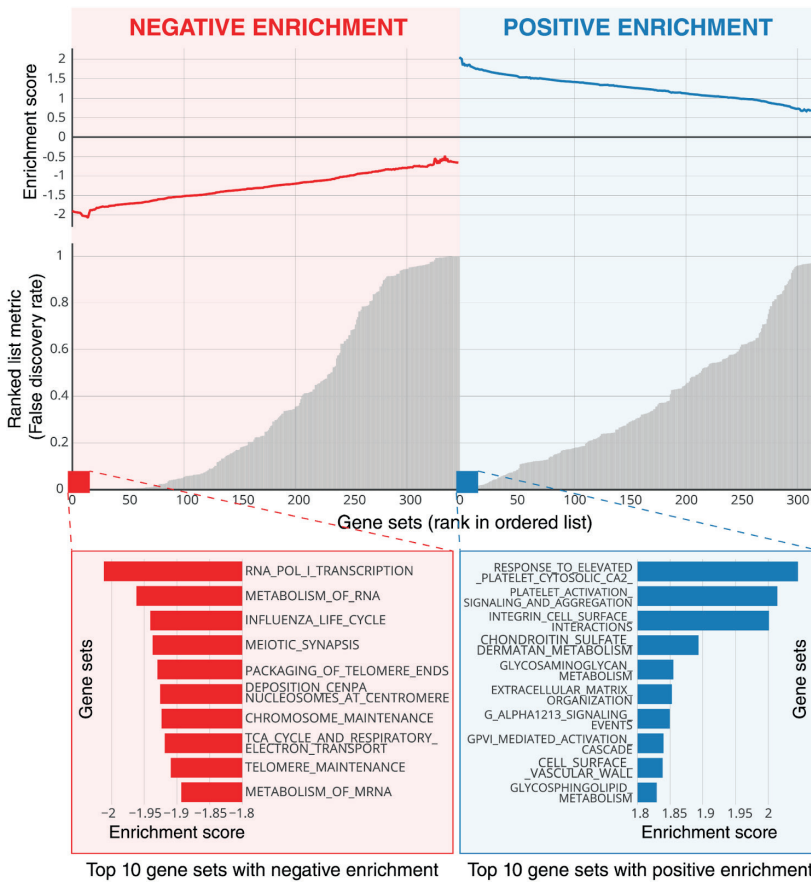 NEGATIVE ENRICHMENT
POSITIVE ENRICHMENT
Enrichment score
2
1.5
1
0.5
0
-0.5
-1
-1.5
-2
Ranked list metric
(False discovery rate)
1
0.8
0.6
0.4
0.2
0
0 50 100 150 200 250 300
0 50 100 150 200 250 300
Gene sets (rank in ordered list)
Gene sets
RNA_POL_I_TRANSCRIPTION
METABOLISM_OF_RNA
INFLUENZA_LIFE_CYCLE
MEIOTIC_SYNAPSIS
PACKAGING_OF_TELOMERE_ENDS
DEPOSITION_CENPA_
NUCLEOSOMES_AT_CENTROMERE
CHROMOSOME_MAINTENANCE
TCA_CYCLE_AND_RESPIRATORY_
ELECTRON_TRANSPORT
TELOMERE_MAINTENANCE
METABOLISM_OF_MRNA
−2 −1.95 −1.9 −1.85 −1.8
Enrichment score
Top 10 gene sets with negative enrichment
Gene sets
RESPONSE_TO_ELEVATED
_PLATELET_CYTOSOLIC_CA2_
PLATELET_ACTIVATION_
SIGNALING_AND_AGGREGATION
INTEGRIN_CELL_SURFACE_
INTERACTIONS
CHONDROITIN_SULFATE_
DERMATAN_METABOLISM
GLYCOSAMINOGLYCAN_
METABOLISM
EXTRACELLULAR_MATRIX_
ORGANIZATION
G_ALPHA1213_SIGNALING_
EVENTS
GPVI_MEDIATED_ACTIVATION_
CASCADE
CELL_SURFACE_
_VASCULAR_WALL
GLYCOSPHINGOLIPID_
METABOLISM
1.8 1.85 1.9 1.95 2
Enrichment score
Top 10 gene sets with positive enrichment